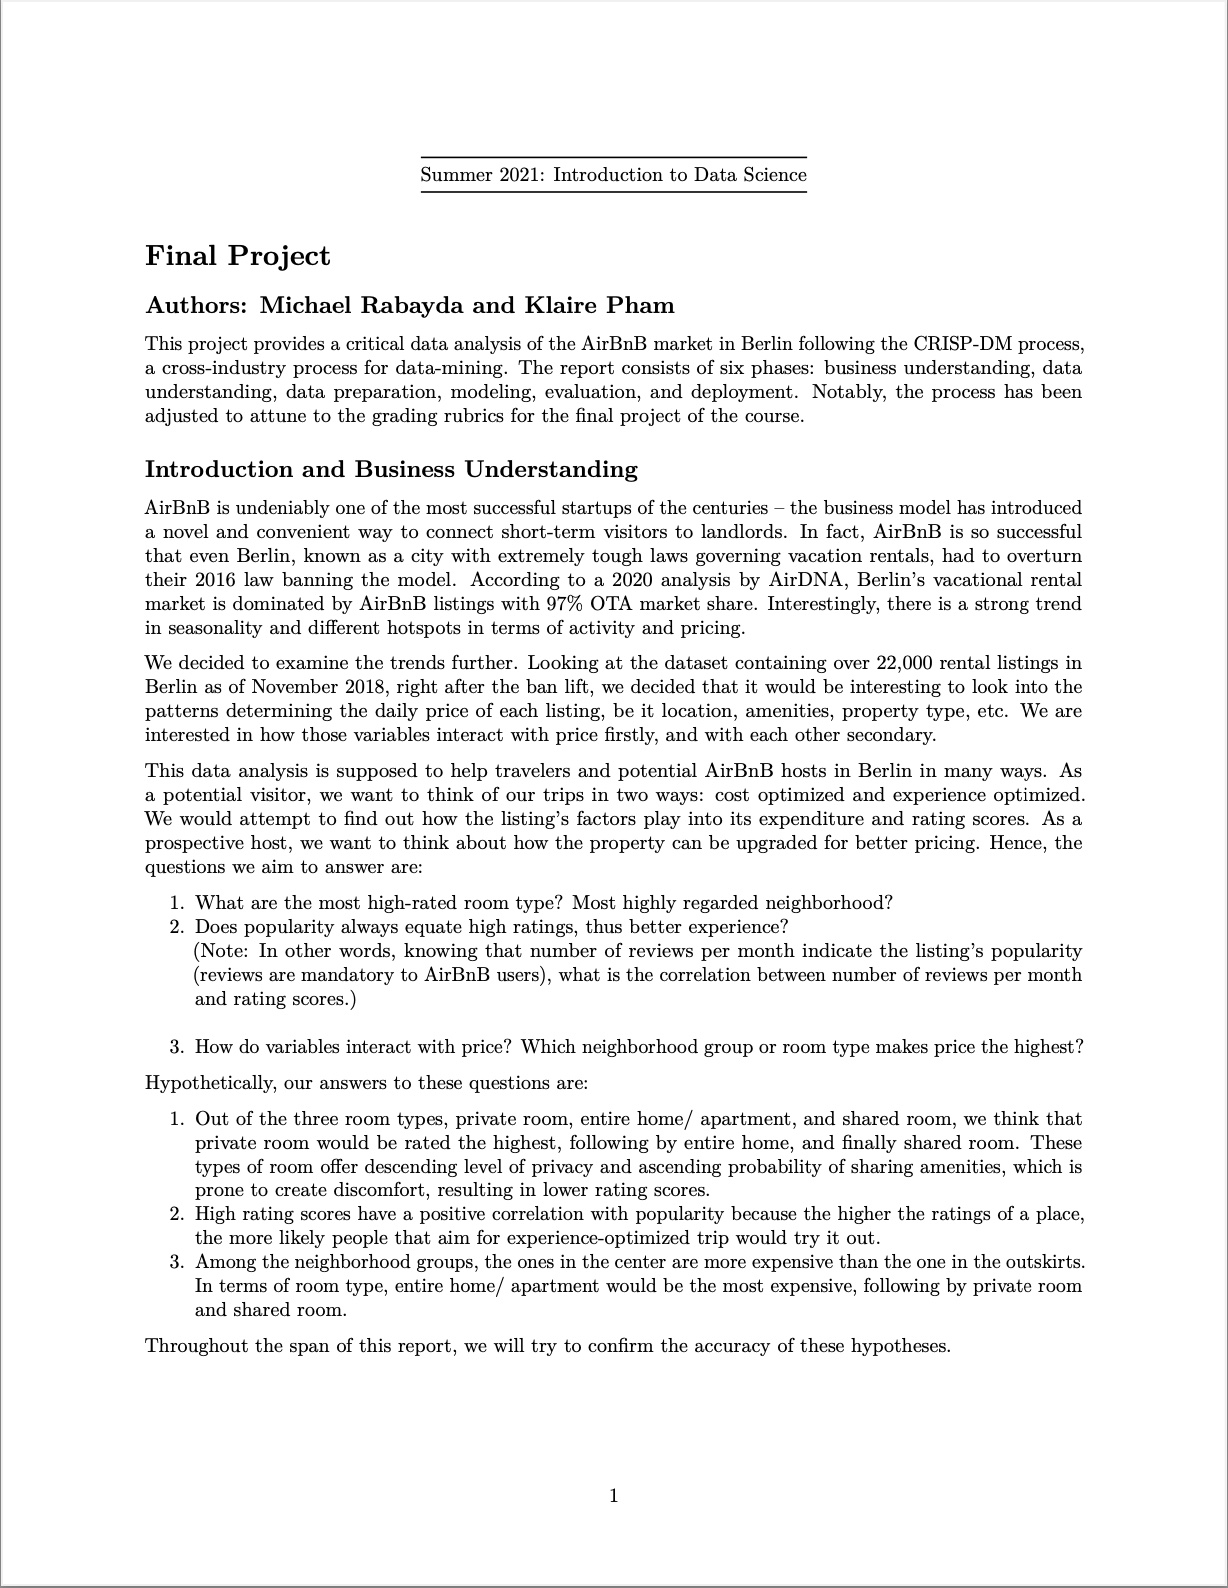 Summer 2021: Introduction to Data Science
Final Project
Authors: Michael Rabayda and Klaire Pham
This project provides a critical data analysis of the AirBnB market in Berlin following the CRISP-DM process,
a cross-industry process for data-mining. The report consists of six phases: business understanding, data
understanding, data preparation, modeling, evaluation, and deployment. Notably, the process has been
adjusted to attune to the grading rubrics for the final project of the course.
Introduction and Business Understanding
AirBnB is undeniably one of the most successful startups of the centuries – the business model has introduced
a novel and convenient way to connect short-term visitors to landlords. In fact, AirBnB is so successful
that even Berlin, known as a city with extremely tough laws governing vacation rentals, had to overturn
their 2016 law banning the model. According to a 2020 analysis by AirDNA, Berlin's vacational rental
market is dominated by AirBnB listings with 97% OTA market share. Interestingly, there is a strong trend
in seasonality and different hotspots in terms of activity and pricing.
We decided to examine the trends further. Looking at the dataset containing over 22,000 rental listings in
Berlin as of November 2018, right after the ban lift, we decided that it would be interesting to look into the
patterns determining the daily price of each listing, be it location, amenities, property type, etc. We are
interested in how those variables interact with price firstly, and with each other secondary.
This data analysis is supposed to help travelers and potential AirBnB hosts in Berlin in many ways. As
a potential visitor, we want to think of our trips in two ways: cost optimized and experience optimized.
We would attempt to find out how the listing's factors play into its expenditure and rating scores. As a
prospective host, we want to think about how the property can be upgraded for better pricing. Hence, the
questions we aim to answer are:
1. What are the most high-rated room type? Most highly regarded neighborhood?
2. Does popularity always equate high ratings, thus better experience?
(Note: In other words, knowing that number of reviews per month indicate the listing's popularity
(reviews are mandatory to AirBnB users), what is the correlation between number of reviews per month
and rating scores.)
3. How do variables interact with price? Which neighborhood group or room type makes price the highest?
Hypothetically, our answers to these questions are:
1. Out of the three room types, private room, entire home/ apartment, and shared room, we think that
private room would be rated the highest, following by entire home, and finally shared room. These
types of room offer descending level of privacy and ascending probability of sharing amenities, which is
prone to create discomfort, resulting in lower rating scores.
2. High rating scores have a positive correlation with popularity because the higher the ratings of a place,
the more likely people that aim for experience-optimized trip would try it out.
3. Among the neighborhood groups, the ones in the center are more expensive than the one in the outskirts.
In terms of room type, entire home/ apartment would be the most expensive, following by private room
and shared room.
Throughout the span of this report, we will try to confirm the accuracy of these hypotheses.
1